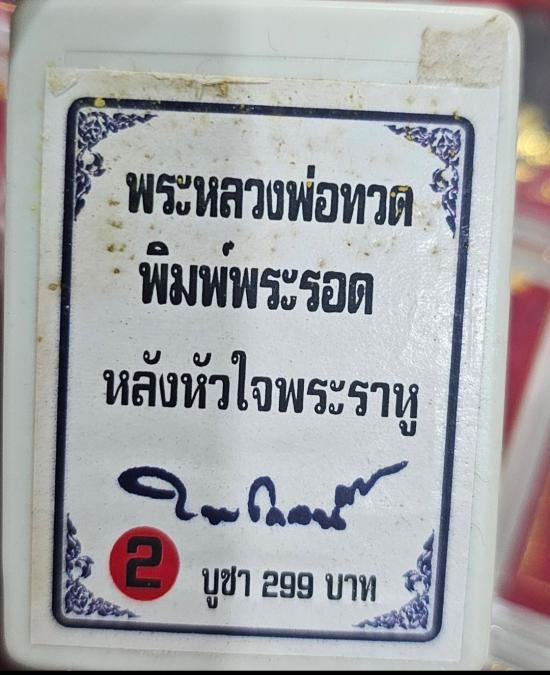 พระหลวงพ่อทวด
พิมพ์พระรอด
หลังหัวใจพระราหู
2
บูชา 299 บาท